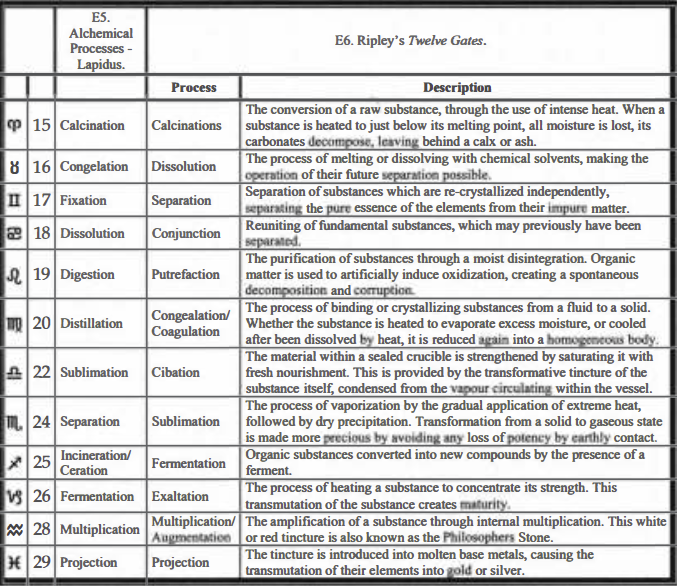 E5.
Alchemical
Processes -
Lapidus.
E6. Ripley's Twelve Gates.
Process Description
♈ 15 Calcination Calcinations The conversion of a raw substance, through the use of intense heat. When a
substance is heated to just below its melting point, all moisture is lost, its
carbonates decompose, leaving behind a calx or ash.
♉ 16 Congelation Dissolution The process of melting or dissolving with chemical solvents, making the
operation of their future separation possible.
♊ 17 Fixation Separation Separation of substances which are re-crystallized independently,
separating the pure essence of the elements from their impure matter.
♋ 18 Dissolution Conjunction Reuniting of fundamental substances, which may previously have been
separated.
♌ 19 Digestion Putrefaction The purification of substances through a moist disintegration. Organic
matter is used to artificially induce oxidization, creating a spontaneous
decomposition and corruption.
♍ 20 Distillation Congealation/
Coagulation The process of binding or crystallizing substances from a fluid to a solid.
Whether the substance is heated to evaporate excess moisture, or cooled
after been dissolved by heat, it is reduced again into a homogeneous body.
♎ 22 Sublimation Cibation The material within a sealed crucible is strengthened by saturating it with
fresh nourishment. This is provided by the transformative tincture of the
substance itself, condensed from the vapour circulating within the vessel.
♏ 24 Separation Sublimation The process of vaporization by the gradual application of extreme heat,
followed by dry precipitation. Transformation from a solid to gaseous state
is made more precious by avoiding any loss of potency by earthly contact.
♐ 25 Incineration/
Ceration Fermentation Organic substances converted into new compounds by the presence of a
ferment.
♑ 26 Fermentation Exaltation The process of heating a substance to concentrate its strength. This
transmutation of the substance creates maturity.
♒ 28 Multiplication Multiplication/
Augmentation The amplification of a substance through internal multiplication. This white
or red tincture is also known as the Philosophers Stone.
♓ 29 Projection Projection The tincture is introduced into molten base metals, causing the
transmutation of their elements into gold or silver.